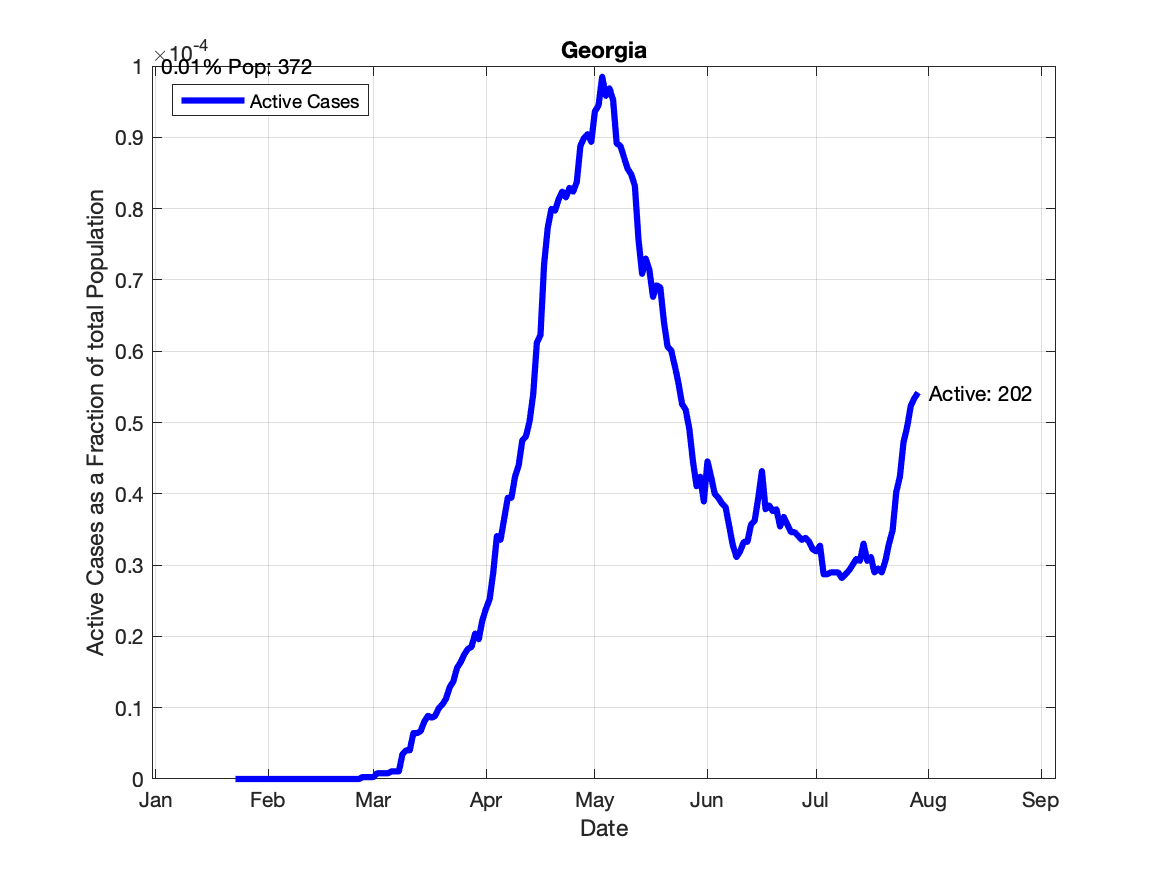 Georgia
×10-4
0.01% Pop: 372
Active Cases
1
0.9
0.8
0.7
0.6
0.5
0.4
0.3
0.2
0.1
0
Active Cases as a Fraction of total Population
Active: 202
Jan Feb Mar Apr May Jun Jul Aug Sep
Date